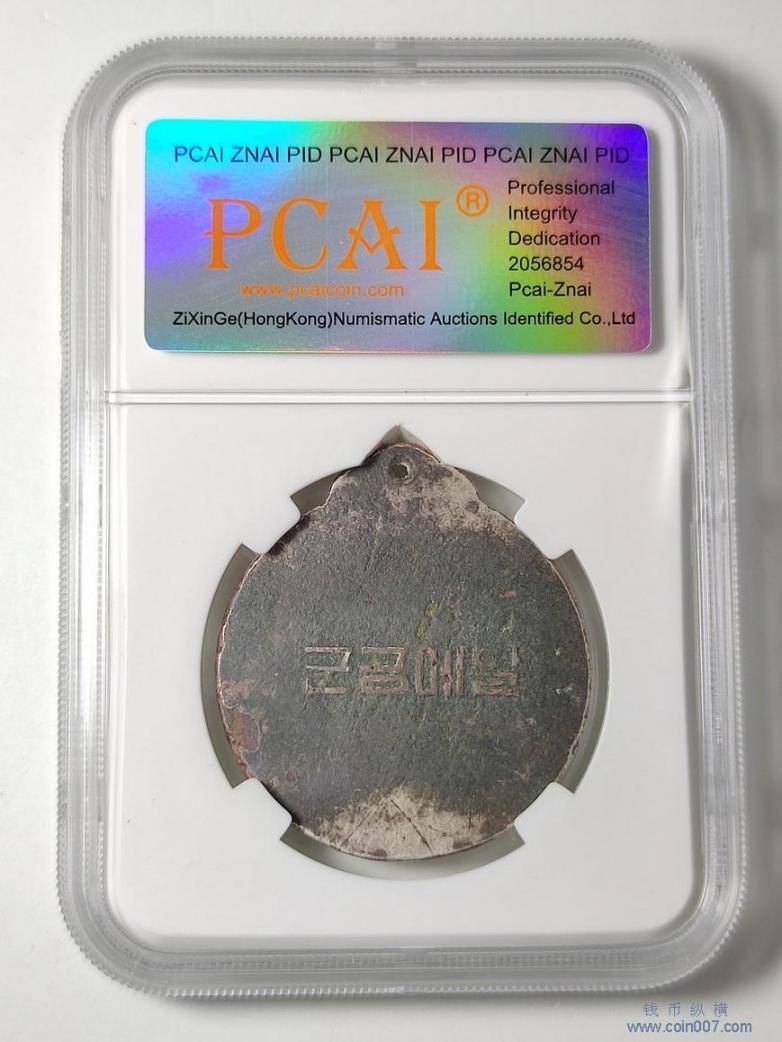 PCAI ZNAI PID PCAI ZNAI PID PCAI ZNAI PID
PCAI®
www.pcaicoin.com
Professional
Integrity
Dedication
2056854
Pcai-Znai
ZiXinGe(HongKong)Numismatic Auctions Identified Co.,Ltd
군공메달
钱币纵横
www.coin007.com